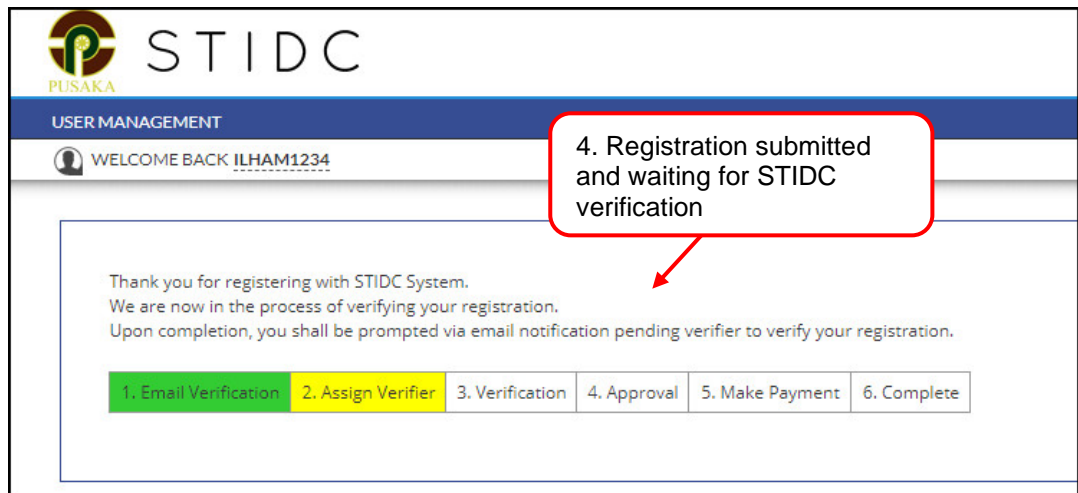 STIDC
PUSAKA
USER MANAGEMENT
WELCOME BACK ILHAM1234
4. Registration submitted
and waiting for STIDC
verification
Thank you for registering with STIDC System.
We are now in the process of verifying your registration.
Upon completion, you shall be prompted via email notification pending verifier to verify your registration.
1. Email Verification 2. Assign Verifier 3. Verification 4. Approval 5. Make Payment 6. Complete